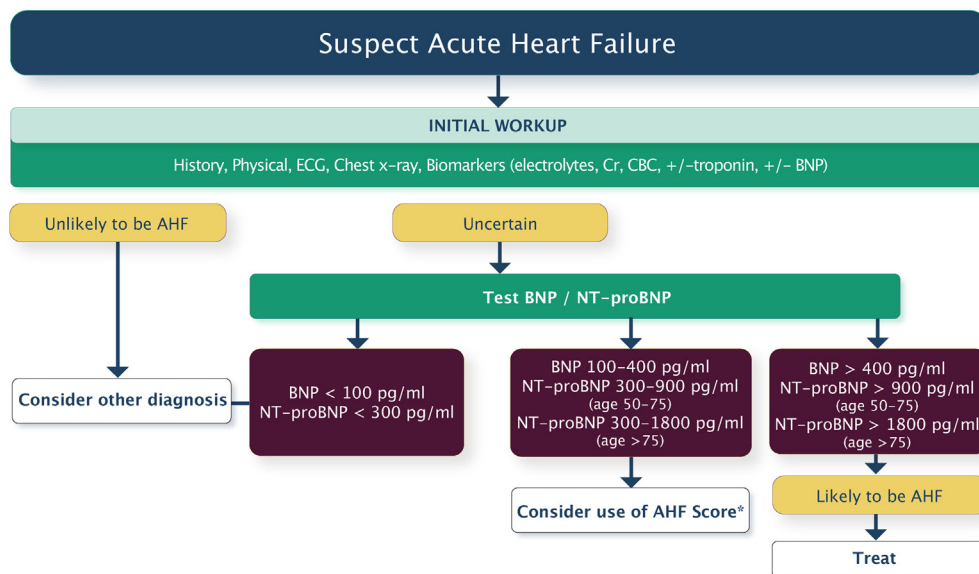 Suspect Acute Heart Failure
INITIAL WORKUP
History, Physical, ECG, Chest x-ray, Biomarkers (electrolytes, Cr, CBC, +/-troponin, +/- BNP)
Unlikely to be AHF
Uncertain
Test BNP / NT-proBNP
Consider other diagnosis
BNP < 100 pg/ml
NT-proBNP < 300 pg/ml
BNP 100-400 pg/ml
NT-proBNP 300-900 pg/ml
(age 50-75)
NT-proBNP 300-1800 pg/ml
(age >75)
BNP > 400 pg/ml
NT-proBNP > 900 pg/ml
(age 50-75)
NT-proBNP > 1800 pg/ml
(age >75)
Consider use of AHF Score*
Likely to be AHF
Treat